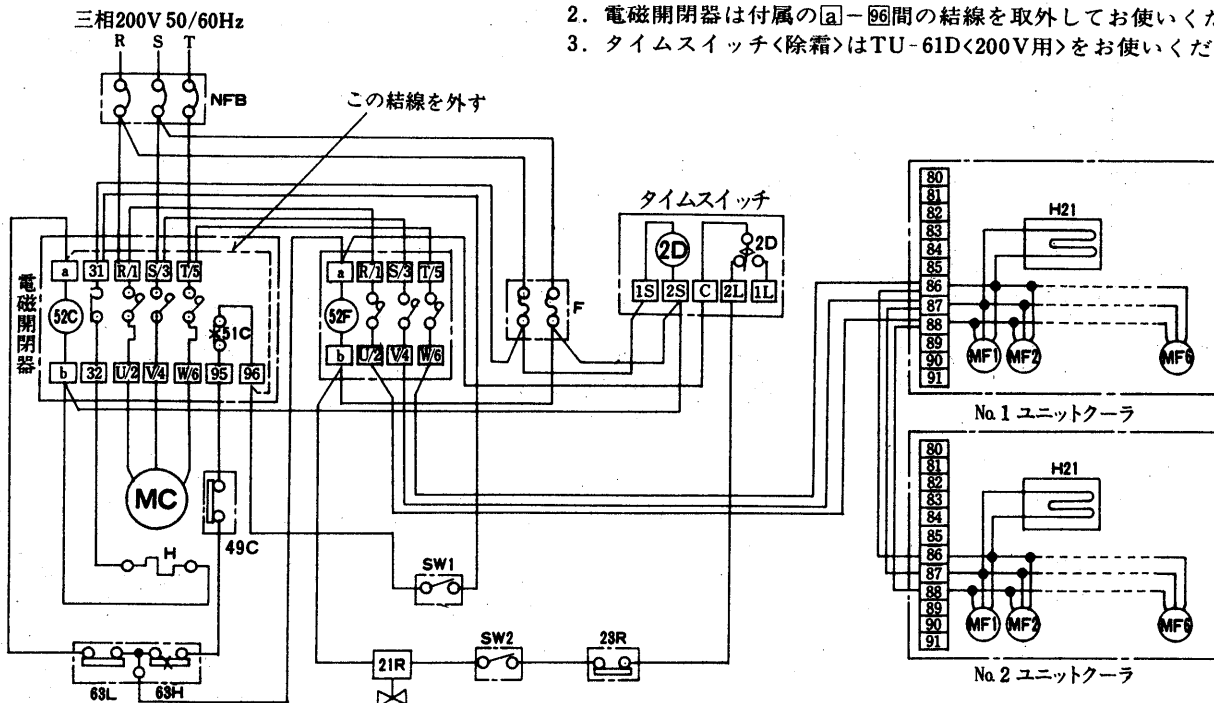 2. 電磁開閉器は付属のa-96間の結線を取外してお使いくだ
3. タイムスイッチ<除霜>はTU-61D<200V用>をお使いくだ
三相200V 50/60Hz
R S T
NFB
この結線を外す
電磁開閉器
a 31 R/1 S/3 T/5
52C
51C
b 32 U/2 V/4 W/6 95 96
MC
49C
H
63L 63H
a R/1 S/3 T/5
52F
b U/2 V/4 W/6
F
タイムスイッチ
2D 2D
1S 2S C 2L 1L
SW1
21R
SW2
23R
80
81
82
83
84
85
86
87
88
89
90
91
H21
MF1 MF2 MF6
No.1 ユニットクーラ
80
81
82
83
84
85
86
87
88
89
90
91
H21
MF1 MF2 MF6
No.2 ユニットクーラ